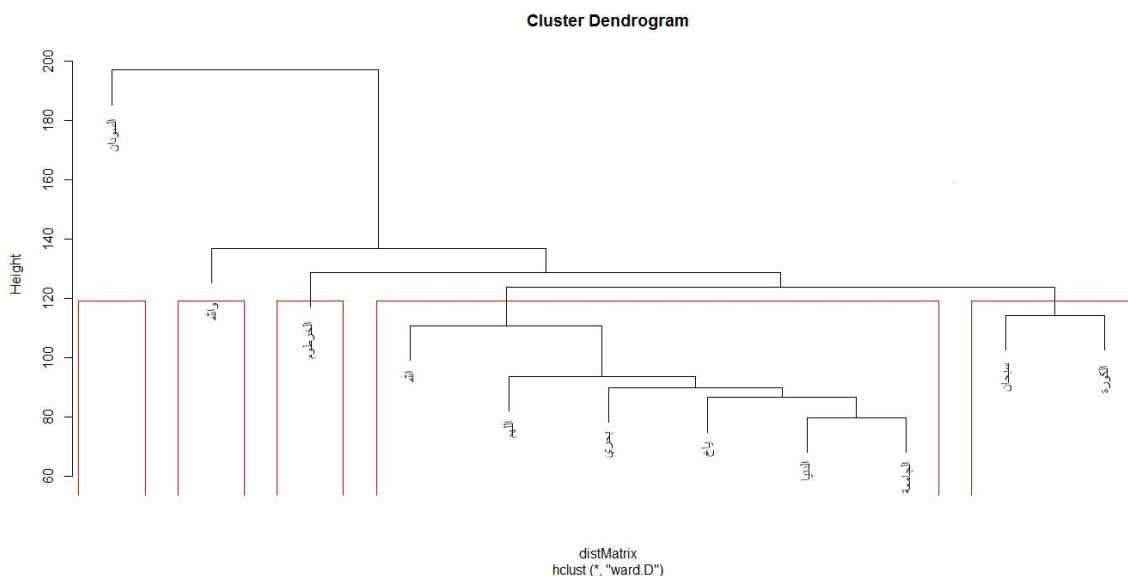 Cluster Dendrogram
Height
200
180
160
140
120
100
80
60
السودان
والله
الخرطوم
الله
اللهم
بحري
ياخ
الدنيا
الجامعة
سبحان
الكورة
distMatrix
hclust (*, "ward.D")